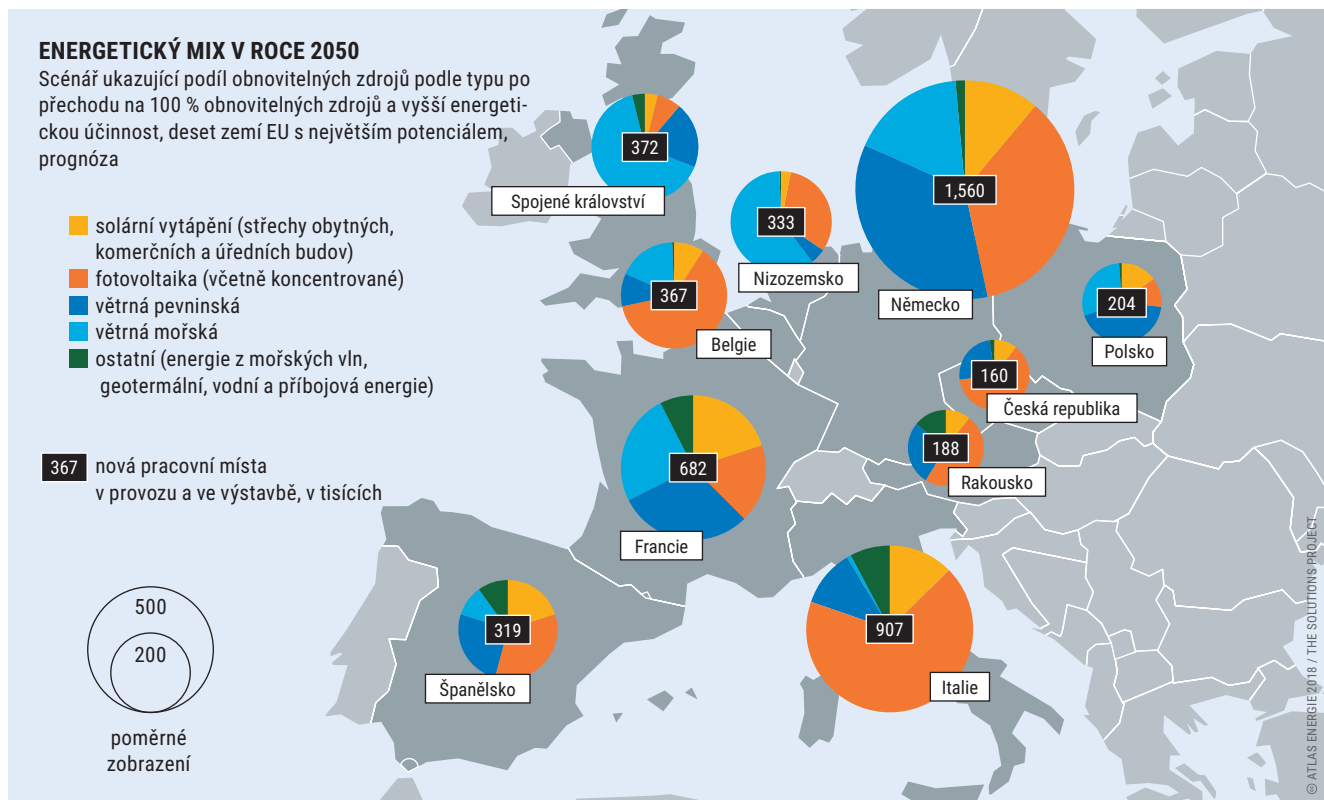 ENERGETICKÝ MIX V ROCE 2050
Scénář ukazující podíl obnovitelných zdrojů podle typu po
přechodu na 100 % obnovitelných zdrojů a vyšší energeti-
ckou účinnost, deset zemí EU s největším potenciálem,
prognóza
solární vytápění (střechy obytných,
komerčních a úředních budov)
fotovoltaika (včetně koncentrované)
větrná pevninská
větrná mořská
ostatní (energie z mořských vln,
geotermální, vodní a příbojová energie)
367 nová pracovní místa
v provozu a ve výstavbě, v tisících
500
200
poměrné
zobrazení
372
Spojené království
333
Nizozemsko
1,560
Německo
367
Belgie
204
Polsko
160
Česká republika
188
Rakousko
682
Francie
319
Španělsko
907
Italie
ATLAS ENERGIE 2018 / THE SOLUTIONS PROJECT